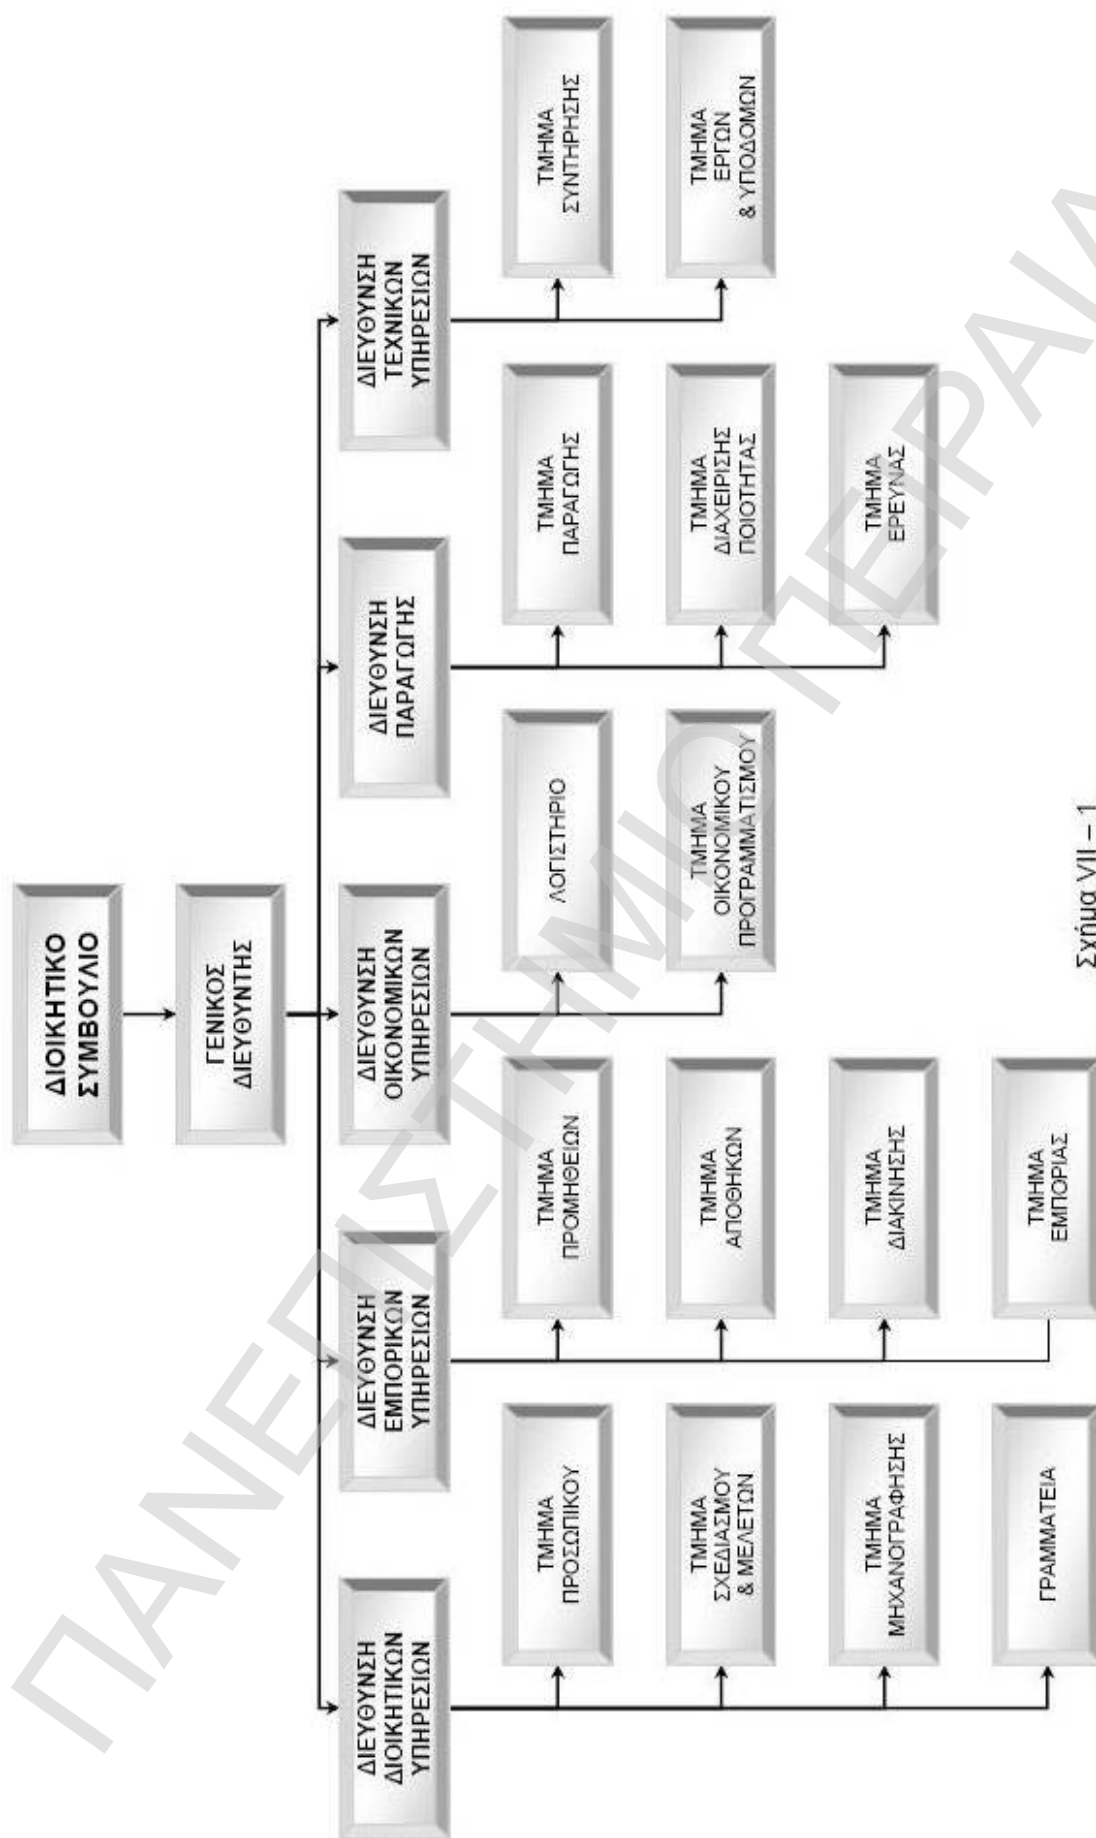 ΔΙΟΙΚΗΤΙΚΟ
ΣΥΜΒΟΥΛΙΟ
ΓΕΝΙΚΟΣ
ΔΙΕΥΘΥΝΤΗΣ
ΔΙΕΥΘΥΝΣΗ
ΔΙΟΙΚΗΤΙΚΩΝ
ΥΠΗΡΕΣΙΩΝ
ΔΙΕΥΘΥΝΣΗ
ΕΜΠΟΡΙΚΩΝ
ΥΠΗΡΕΣΙΩΝ
ΔΙΕΥΘΥΝΣΗ
ΟΙΚΟΝΟΜΙΚΩΝ
ΥΠΗΡΕΣΙΩΝ
ΔΙΕΥΘΥΝΣΗ
ΠΑΡΑΓΩΓΗΣ
ΔΙΕΥΘΥΝΣΗ
ΤΕΧΝΙΚΩΝ
ΥΠΗΡΕΣΙΩΝ
ΤΜΗΜΑ
ΠΡΟΣΩΠΙΚΟΥ
ΤΜΗΜΑ
ΠΡΟΜΗΘΕΙΩΝ
ΛΟΓΙΣΤΗΡΙΟ
ΤΜΗΜΑ
ΠΑΡΑΓΩΓΗΣ
ΤΜΗΜΑ
ΣΥΝΤΗΡΗΣΗΣ
ΤΜΗΜΑ
ΣΧΕΔΙΑΣΜΟΥ
& ΜΕΛΕΤΩΝ
ΤΜΗΜΑ
ΑΠΟΘΗΚΩΝ
ΤΜΗΜΑ
ΟΙΚΟΝΟΜΙΚΟΥ
ΠΡΟΓΡΑΜΜΑΤΙΣΜΟΥ
ΤΜΗΜΑ
ΔΙΑΧΕΙΡΙΣΗΣ
ΠΟΙΟΤΗΤΑΣ
ΤΜΗΜΑ
ΕΡΓΩΝ
& ΥΠΟΔΟΜΩΝ
ΤΜΗΜΑ
ΜΗΧΑΝΟΓΡΑΦΗΣΗΣ
ΤΜΗΜΑ
ΔΙΑΚΙΝΗΣΗΣ
ΤΜΗΜΑ
ΕΡΕΥΝΑΣ
ΓΡΑΜΜΑΤΕΙΑ
ΤΜΗΜΑ
ΕΜΠΟΡΙΑΣ
Σχήμα VII – 1
ΠΑΝΕΠΙΣΤΗΜΙΟ ΠΕΙΡΑΙΑ